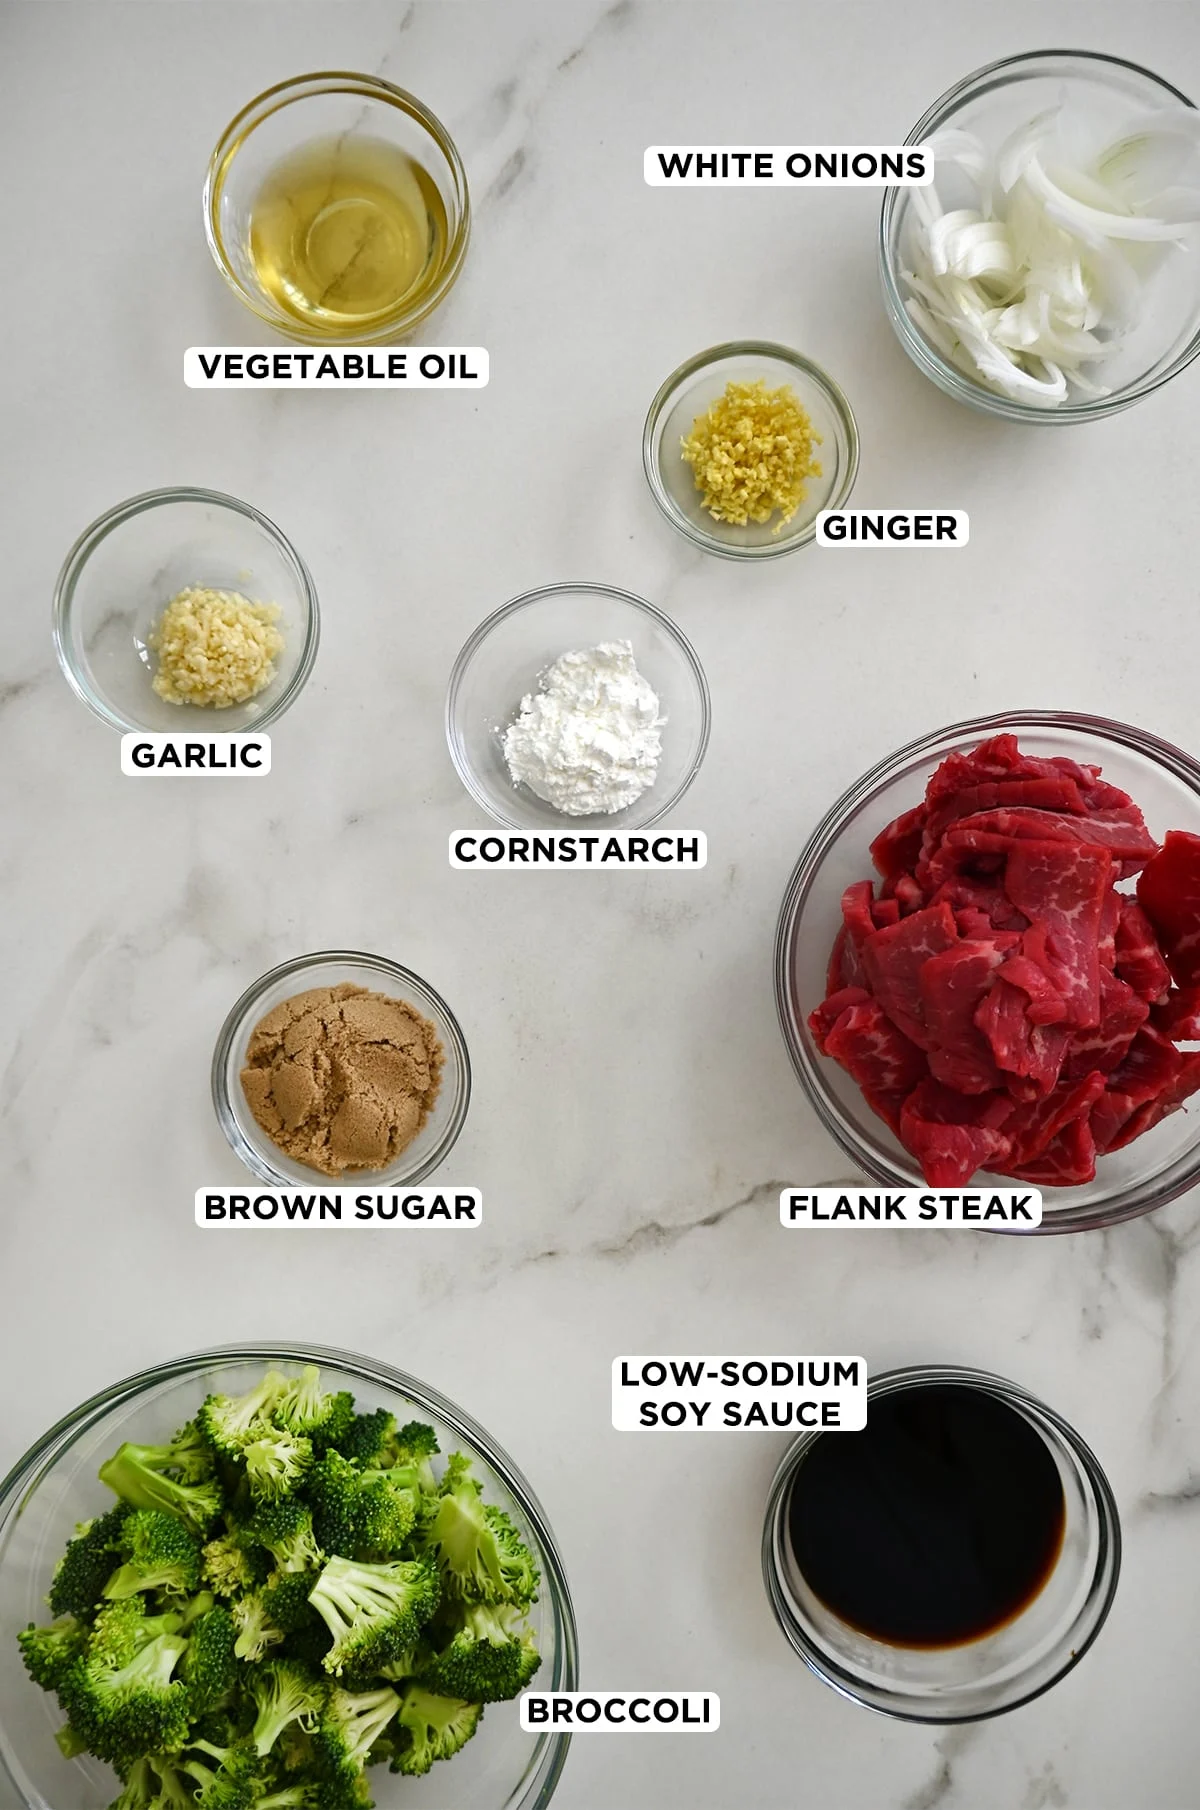 WHITE ONIONS
VEGETABLE OIL
GINGER
GARLIC
CORNSTARCH
BROWN SUGAR
FLANK STEAK
LOW-SODIUM
SOY SAUCE
BROCCOLI